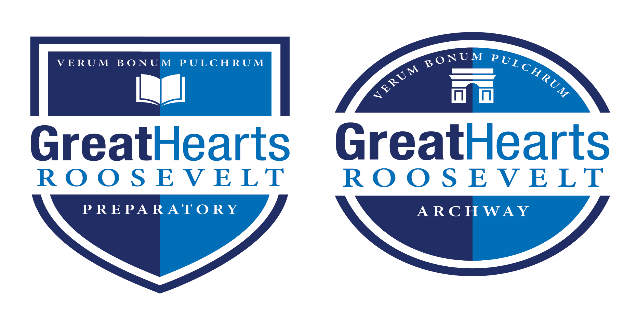 VERUM BONUM PULCHRUM
GreatHearts
ROOSEVELT
PREPARATORY
VERUM BONUM PULCHRUM
GreatHearts
ROOSEVELT
ARCHWAY